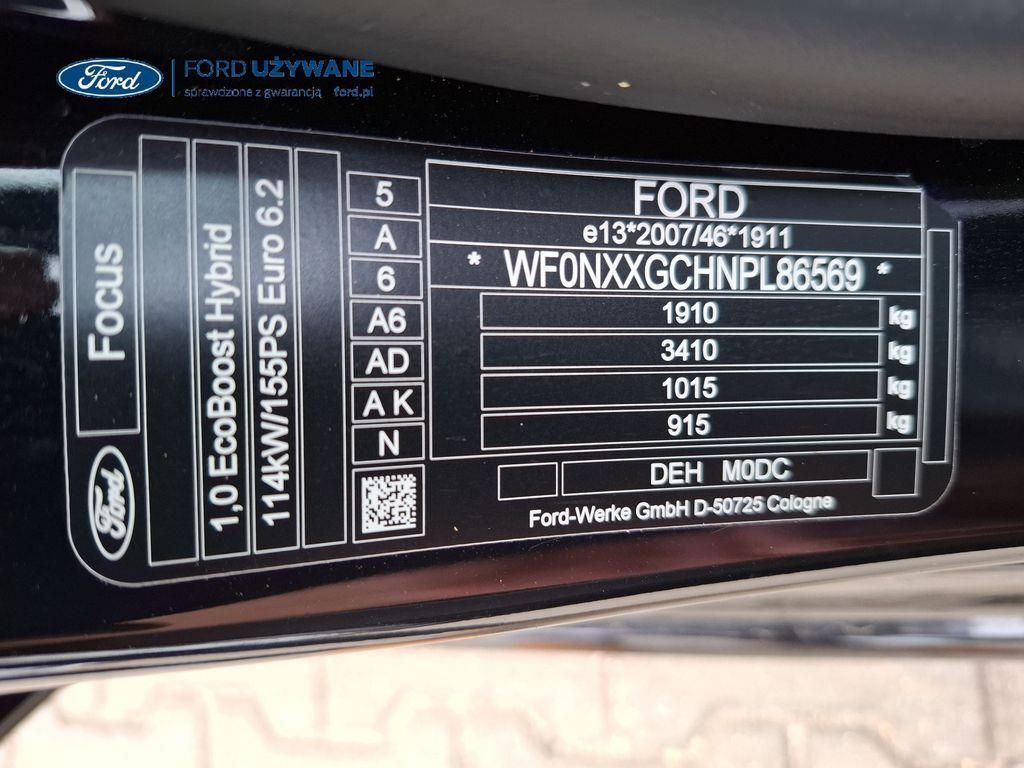 Ford
FORD UŻYWANE
sprawdzone z gwarancją ford.pl
Focus
Ford
1,0 EcoBoost Hybrid
114kW/155PS Euro 6.2
5
A
6
A6
AD
AK
N
FORD
e13*2007/46*1911
* WF0NXXGCHNPL86569 *
1910 kg
3410 kg
1015 kg
915 kg
DEH M0DC
Ford-Werke GmbH D-50725 Cologne